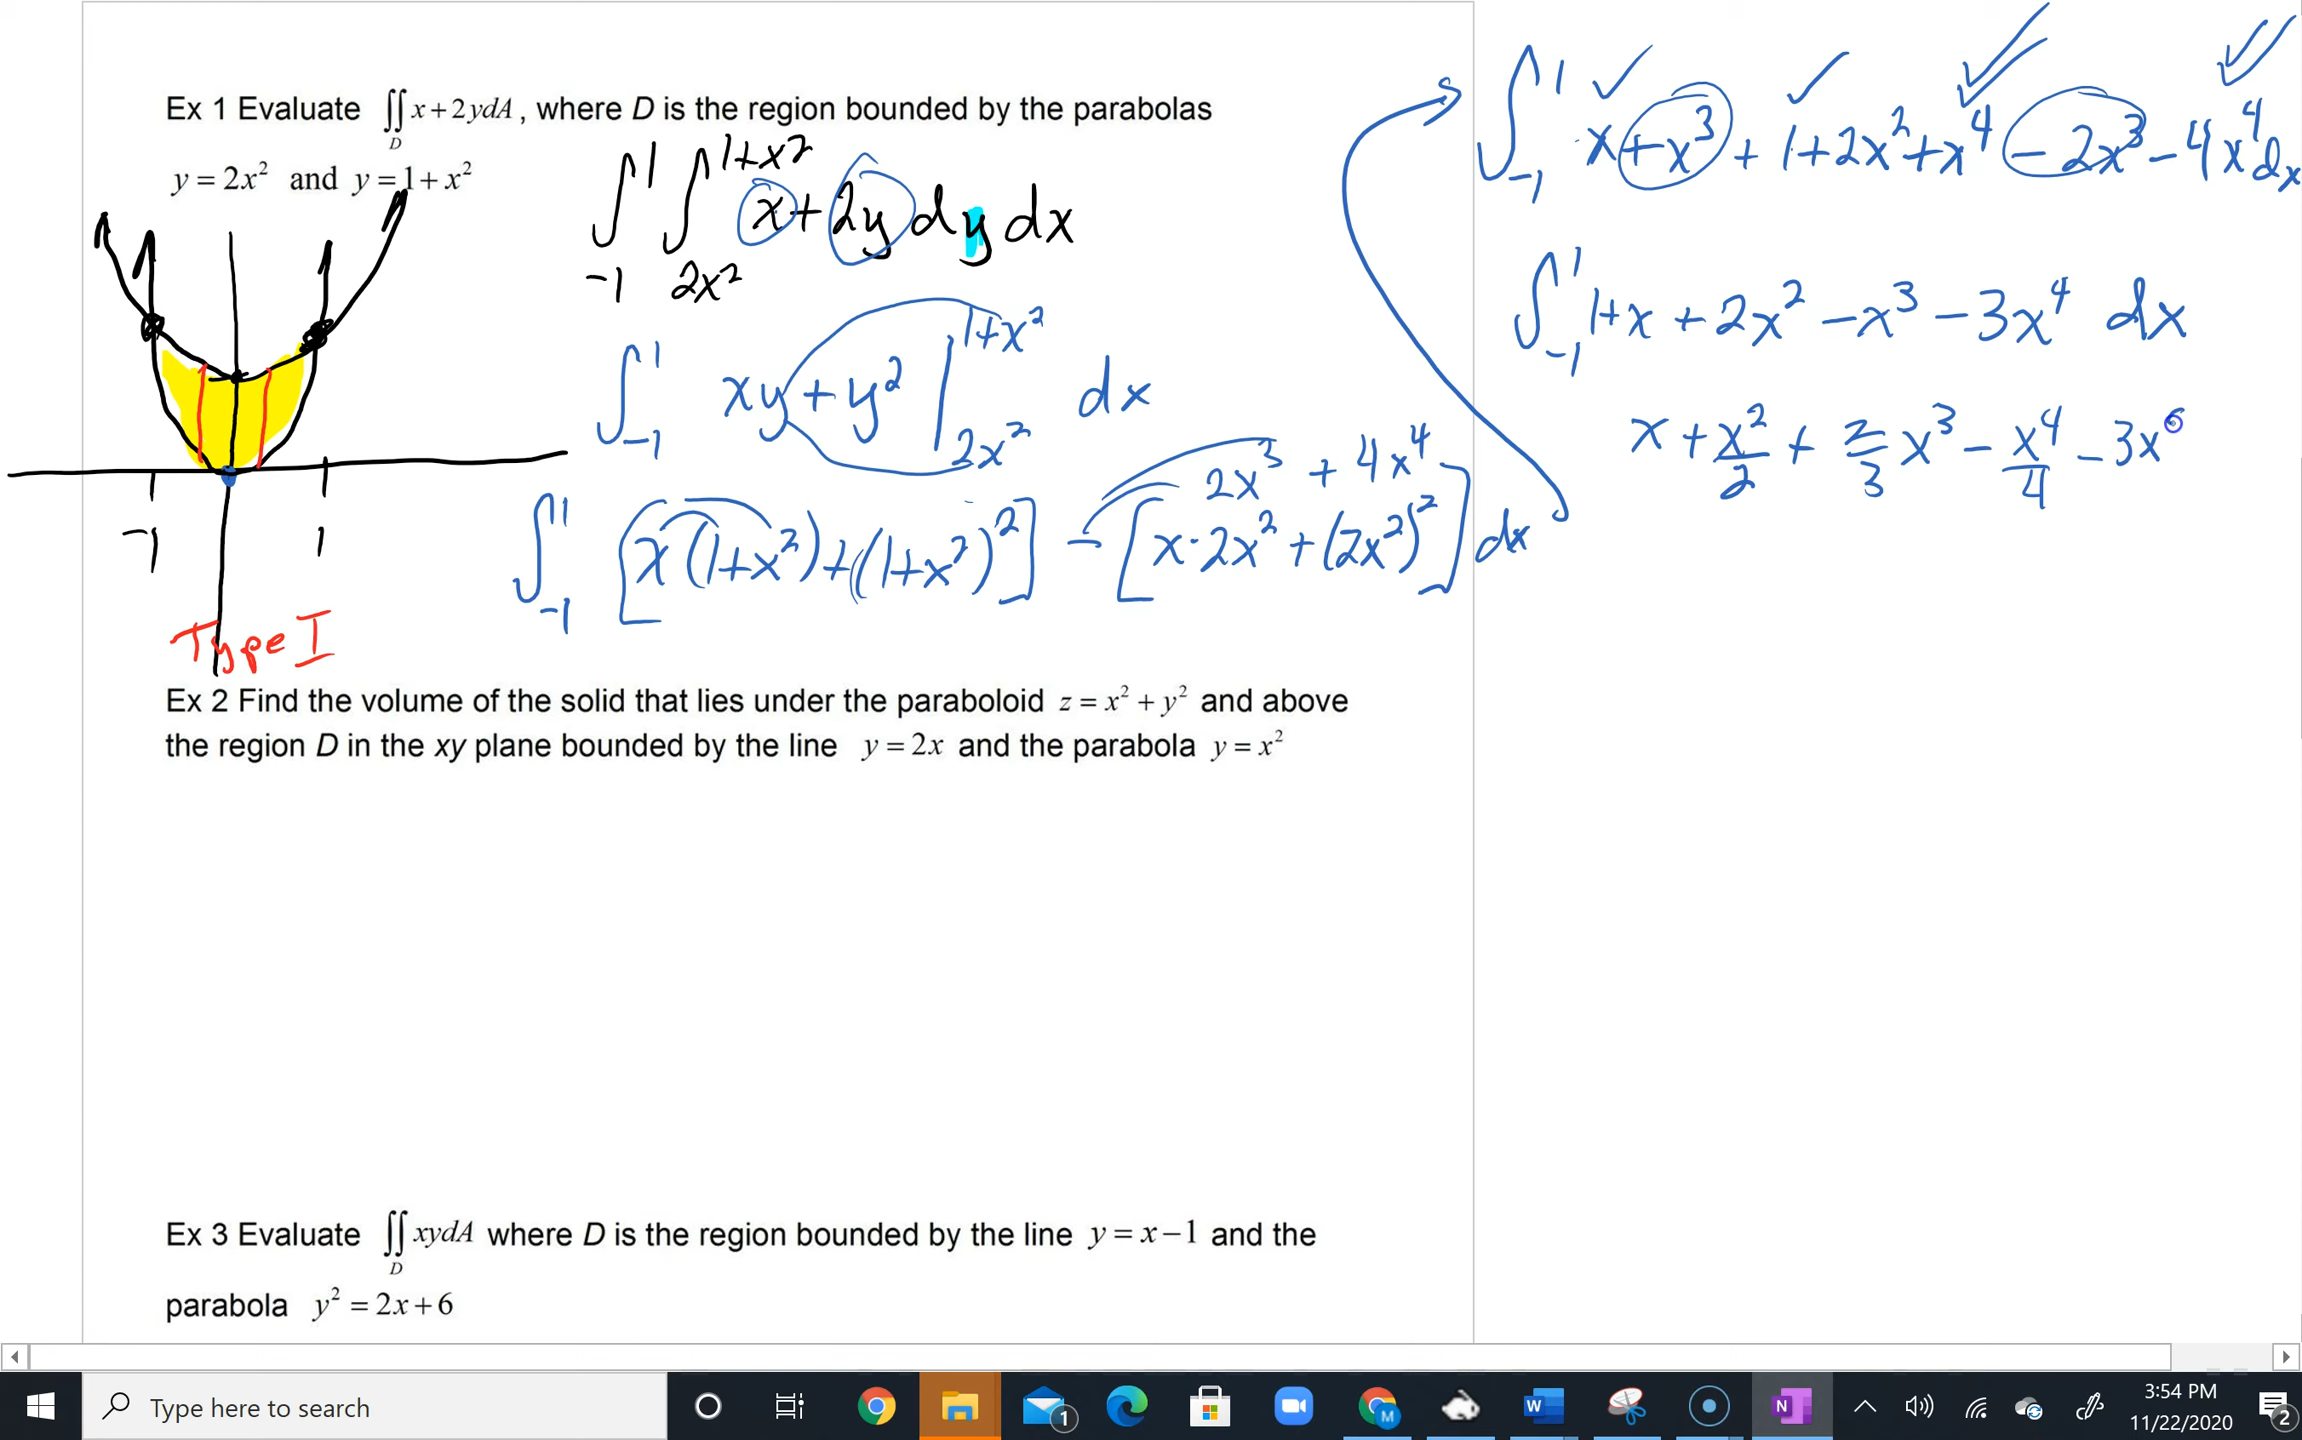 Ex 1 Evaluate ∬_D x + 2y dA, where D is the region bounded by the parabolas
y = 2x² and y = 1 + x²
∫_{-1}^{1} ∫_{2x²}^{1+x²} x + 2y dy dx
∫_{-1}^{1} xy + y² |_{2x²}^{1+x²} dx
2x³ + 4x⁴
∫_{-1}^{1} [x(1+x²) + (1+x²)²] - [x·2x² + (2x²)²] dx
-1 1
Type I
∫_{-1}^{1} x + x³ + 1 + 2x² + x⁴ - 2x³ - 4x⁴ dx
∫_{-1}^{1} 1 + x + 2x² - x³ - 3x⁴ dx
x + x²/2 + 2/3 x³ - x⁴/4 - 3x
Ex 2 Find the volume of the solid that lies under the paraboloid z = x² + y² and above
the region D in the xy plane bounded by the line y = 2x and the parabola y = x²
Ex 3 Evaluate ∬_D xydA where D is the region bounded by the line y = x − 1 and the
parabola y² = 2x + 6
Type here to search
1
M
W
N
3:54 PM
11/22/2020
2